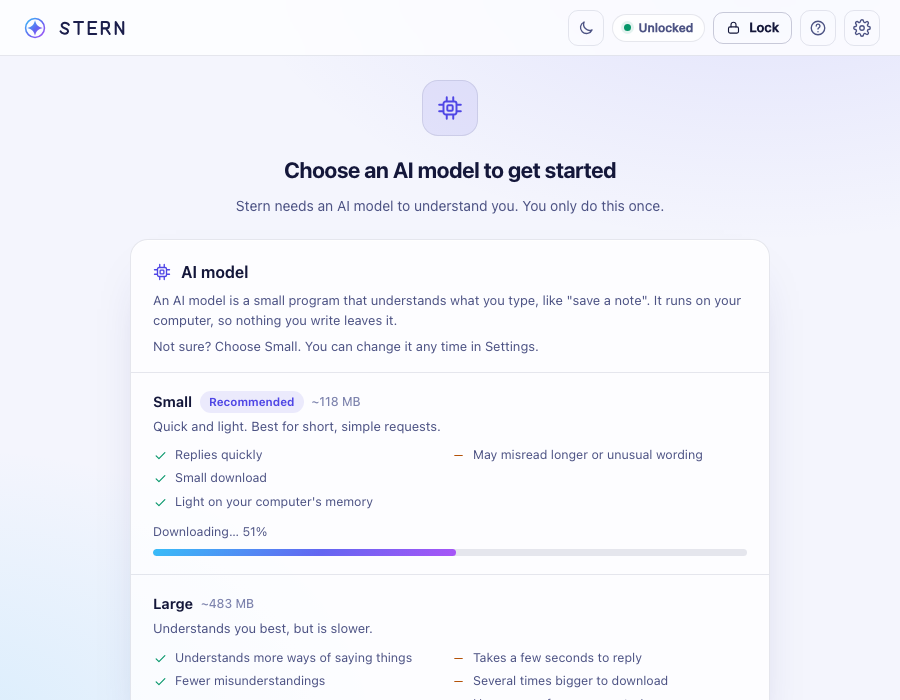 STERN
Unlocked
Lock
Choose an AI model to get started
Stern needs an AI model to understand you. You only do this once.
AI model
An AI model is a small program that understands what you type, like "save a note". It runs on your
computer, so nothing you write leaves it.
Not sure? Choose Small. You can change it any time in Settings.
Small Recommended ~118 MB
Quick and light. Best for short, simple requests.
Replies quickly
May misread longer or unusual wording
Small download
Light on your computer's memory
Downloading... 51%
Large ~483 MB
Understands you best, but is slower.
Understands more ways of saying things
Takes a few seconds to reply
Fewer misunderstandings
Several times bigger to download